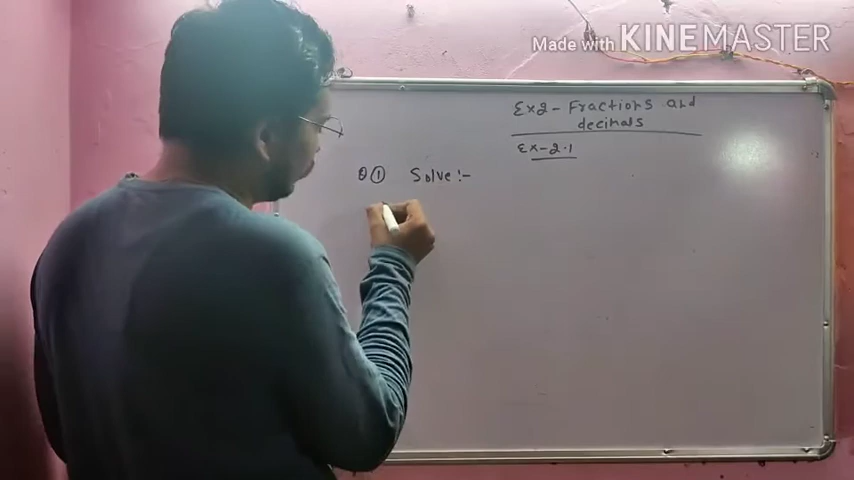 Made with KINEMASTER
Ex2 - Fractions and
decimals
Ex-2.1
Q① Solve:-